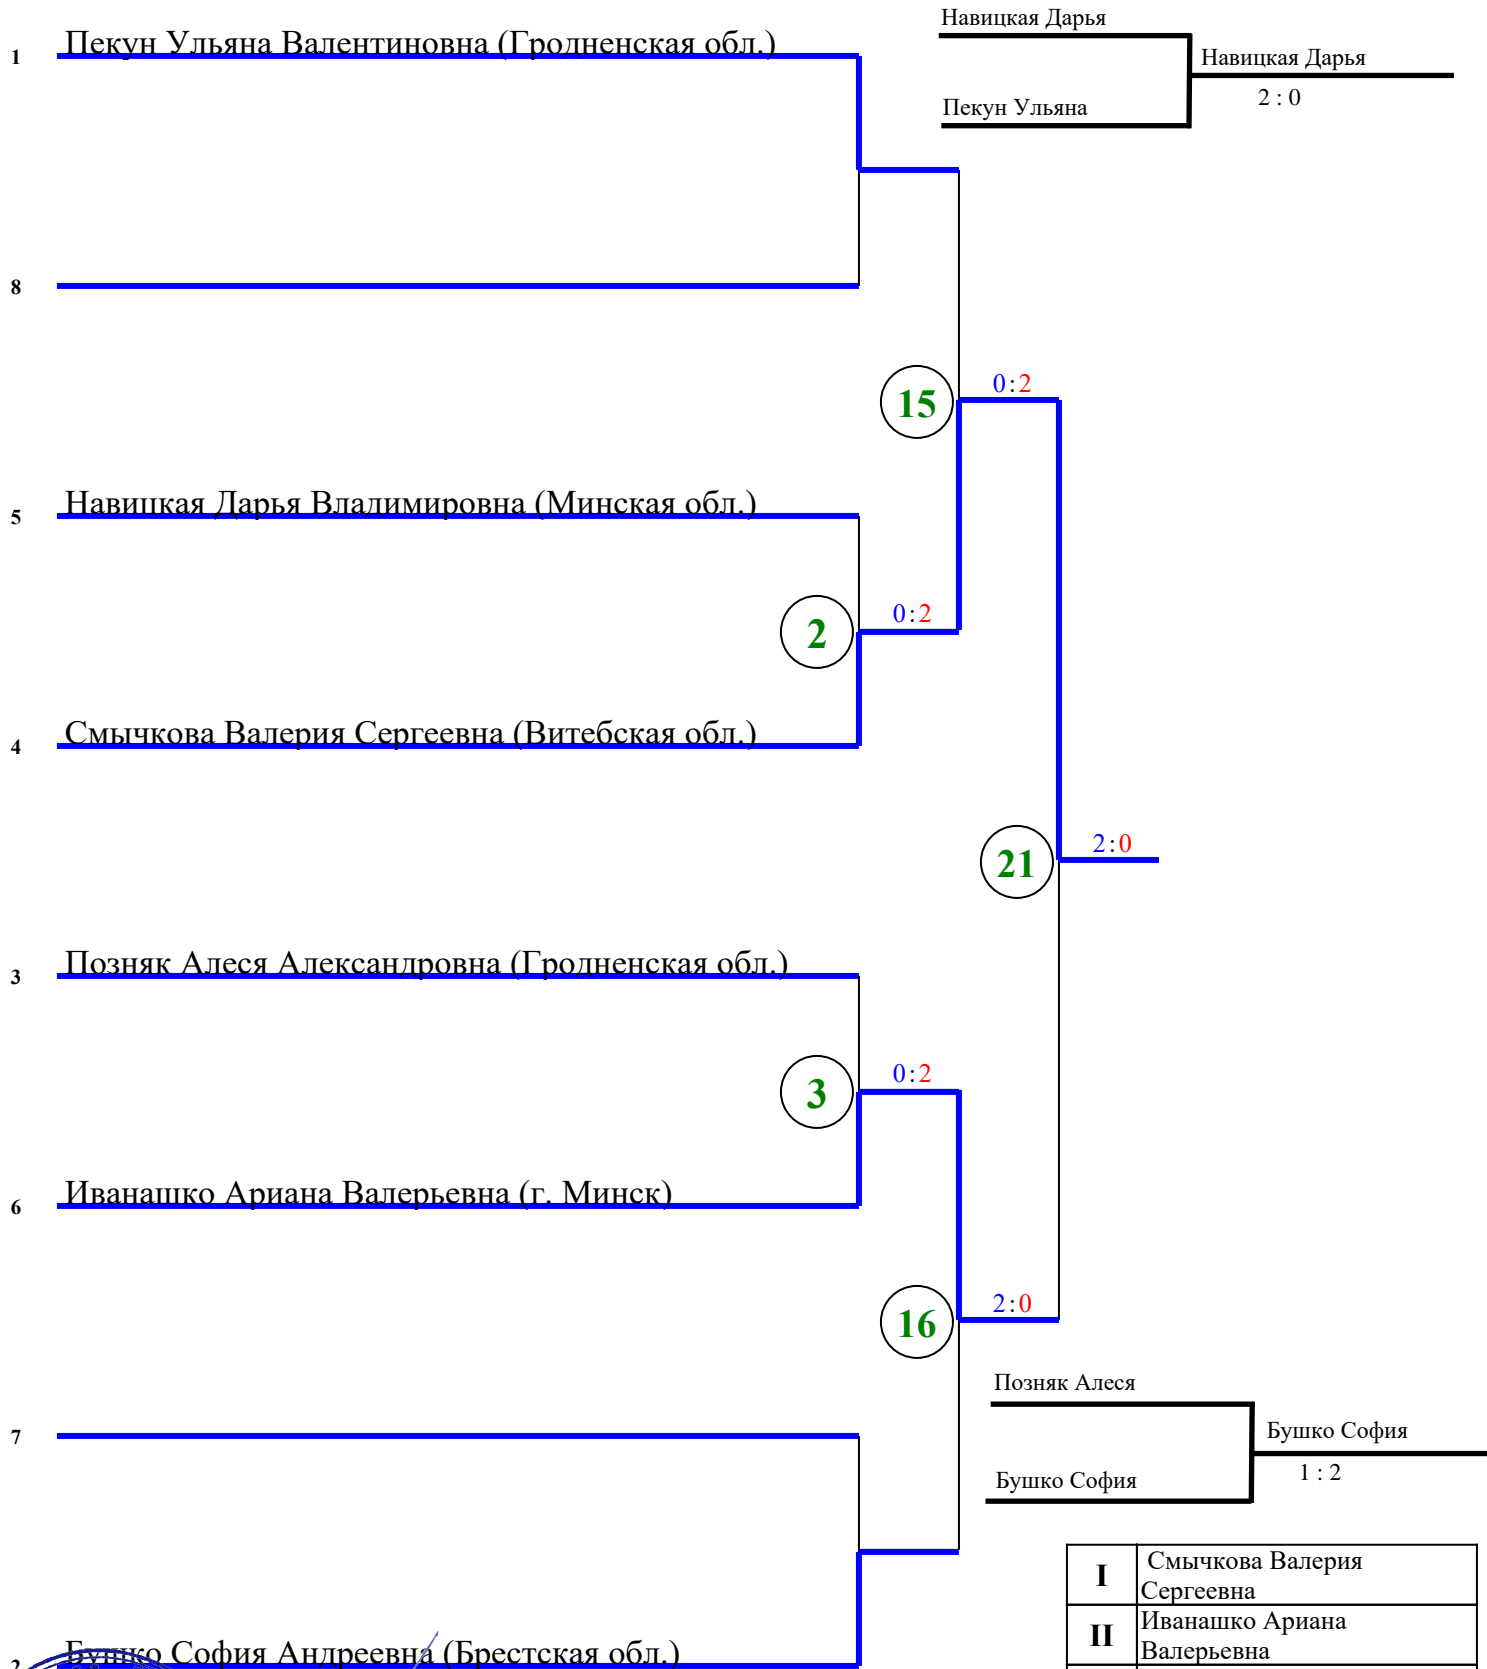 Навицкая Дарья
1 Пекун Ульяна Валентиновна (Гродненская обл.)
Навицкая Дарья
2 : 0
Пекун Ульяна
8
0:2
15
5 Навицкая Дарья Владимировна (Минская обл.)
0:2
2
4 Смычкова Валерия Сергеевна (Витебская обл.)
2:0
21
3 Позняк Алеся Александровна (Гродненская обл.)
0:2
3
6 Иванашко Ариана Валерьевна (г. Минск)
2:0
16
Позняк Алеся
7
Бушко София
1 : 2
Бушко София
I Смычкова Валерия
Сергеевна
II Иванашко Ариана
Валерьевна
2 Бушко София Андреевна (Брестская обл.)